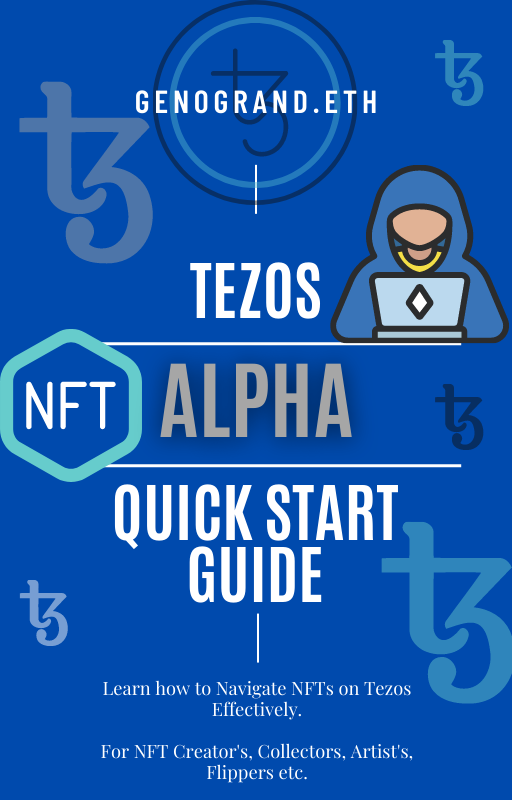 GENOGRAND.ETH
TEZOS
NFT
ALPHA
QUICK START
GUIDE
Learn how to Navigate NFTs on Tezos
Effectively.
For NFT Creator's, Collectors, Artist's,
Flippers etc.